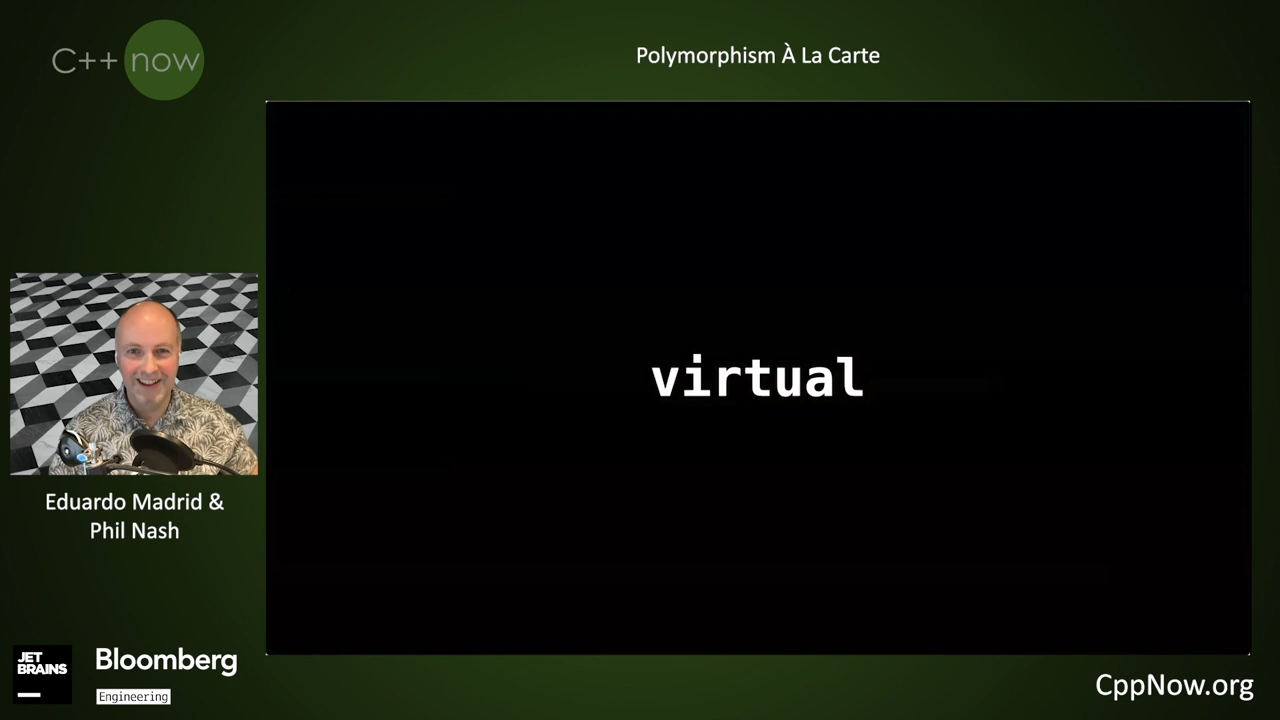 C++ now
Polymorphism À La Carte
virtual
Eduardo Madrid &
Phil Nash
JET
BRAINS
Bloomberg
Engineering
CppNow.org